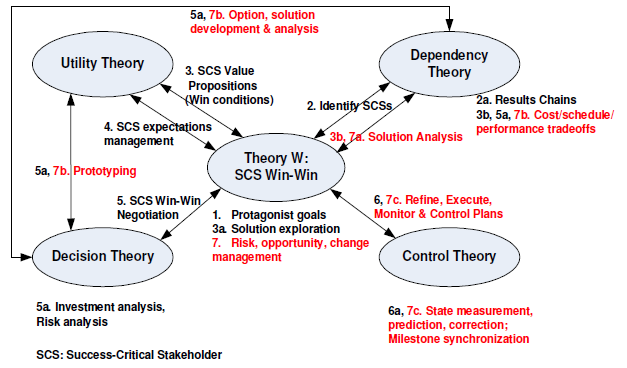 5a, 7b. Option, solution
development & analysis
Utility Theory
Dependency
Theory
3. SCS Value
Propositions
(Win conditions)
2. Identify SCSs
2a. Results Chains
3b, 5a, 7b. Cost/schedule/
performance tradeoffs
4. SCS expectations
management
3b, 7a. Solution Analysis
Theory W:
SCS Win-Win
5a, 7b. Prototyping
5. SCS Win-Win
Negotiation
1. Protagonist goals
3a. Solution exploration
7. Risk, opportunity, change
management
6, 7c. Refine, Execute,
Monitor & Control Plans
Decision Theory
Control Theory
5a. Investment analysis,
Risk analysis
6a, 7c. State measurement,
prediction, correction;
Milestone synchronization
SCS: Success-Critical Stakeholder